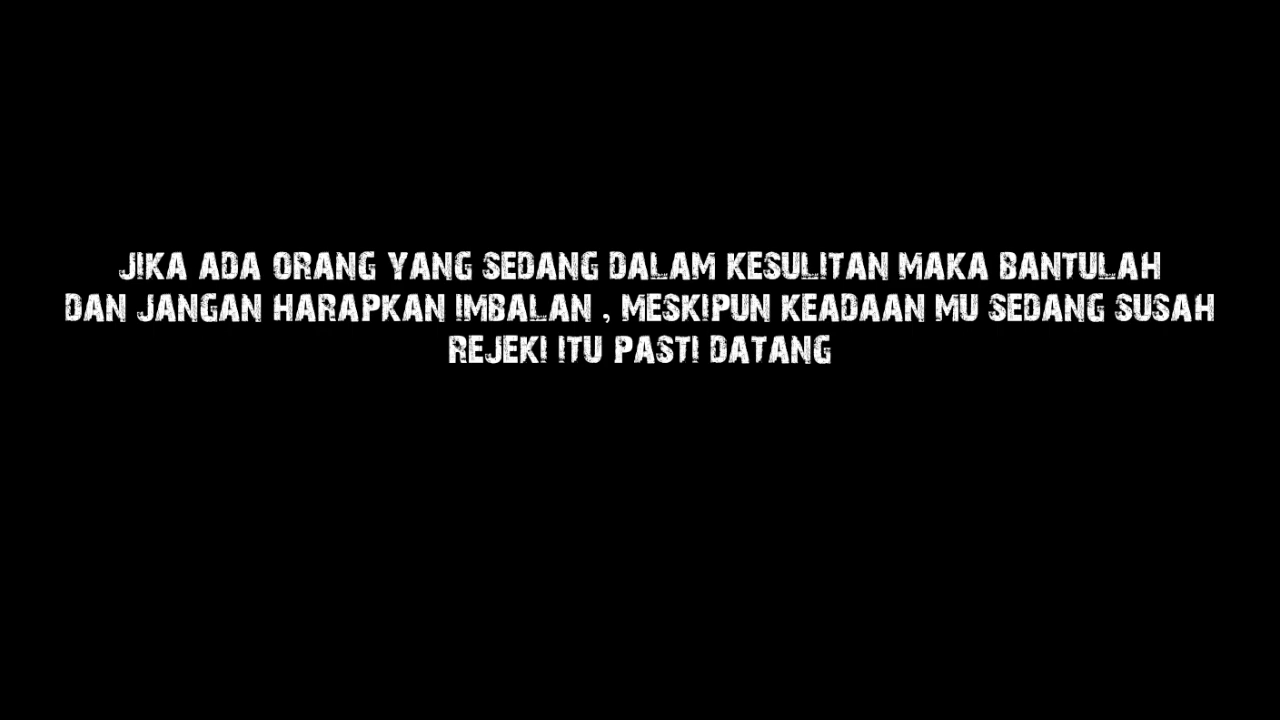 JIKA ADA ORANG YANG SEDANG DALAM KESULITAN MAKA BANTULAH
DAN JANGAN HARAPKAN IMBALAN , MESKIPUN KEADAAN MU SEDANG SUSAH
REJEKI ITU PASTI DATANG